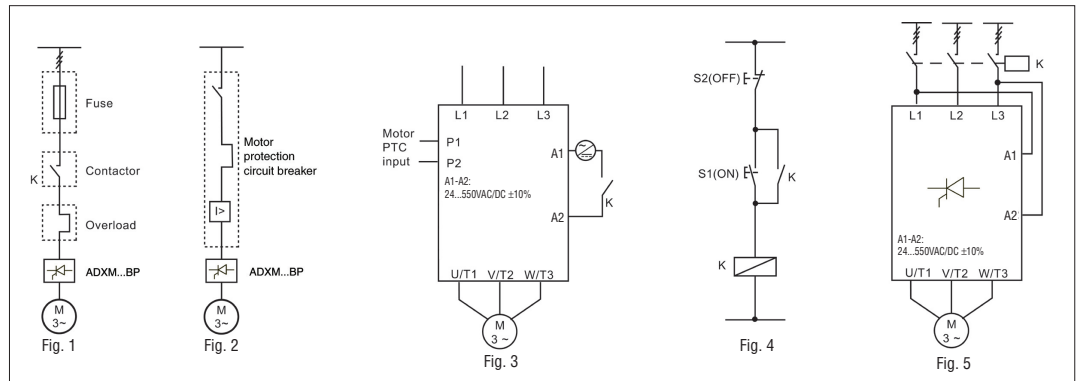 Fuse
K
Contactor
Overload
ADXM...BP
M
3~
Fig. 1
Motor
protection
circuit breaker
I>
ADXM...BP
M
3~
Fig. 2
L1 L2 L3
Motor
PTC
input
P1
P2
A1-A2:
24...550VAC/DC ±10%
A1
A2
K
U/T1 V/T2 W/T3
M
3 ~
Fig. 3
S2(OFF)
S1(ON)
K
K
Fig. 4
K
L1 L2 L3
A1
A2
A1-A2:
24...550VAC/DC ±10%
U/T1 V/T2 W/T3
M
3 ~
Fig. 5